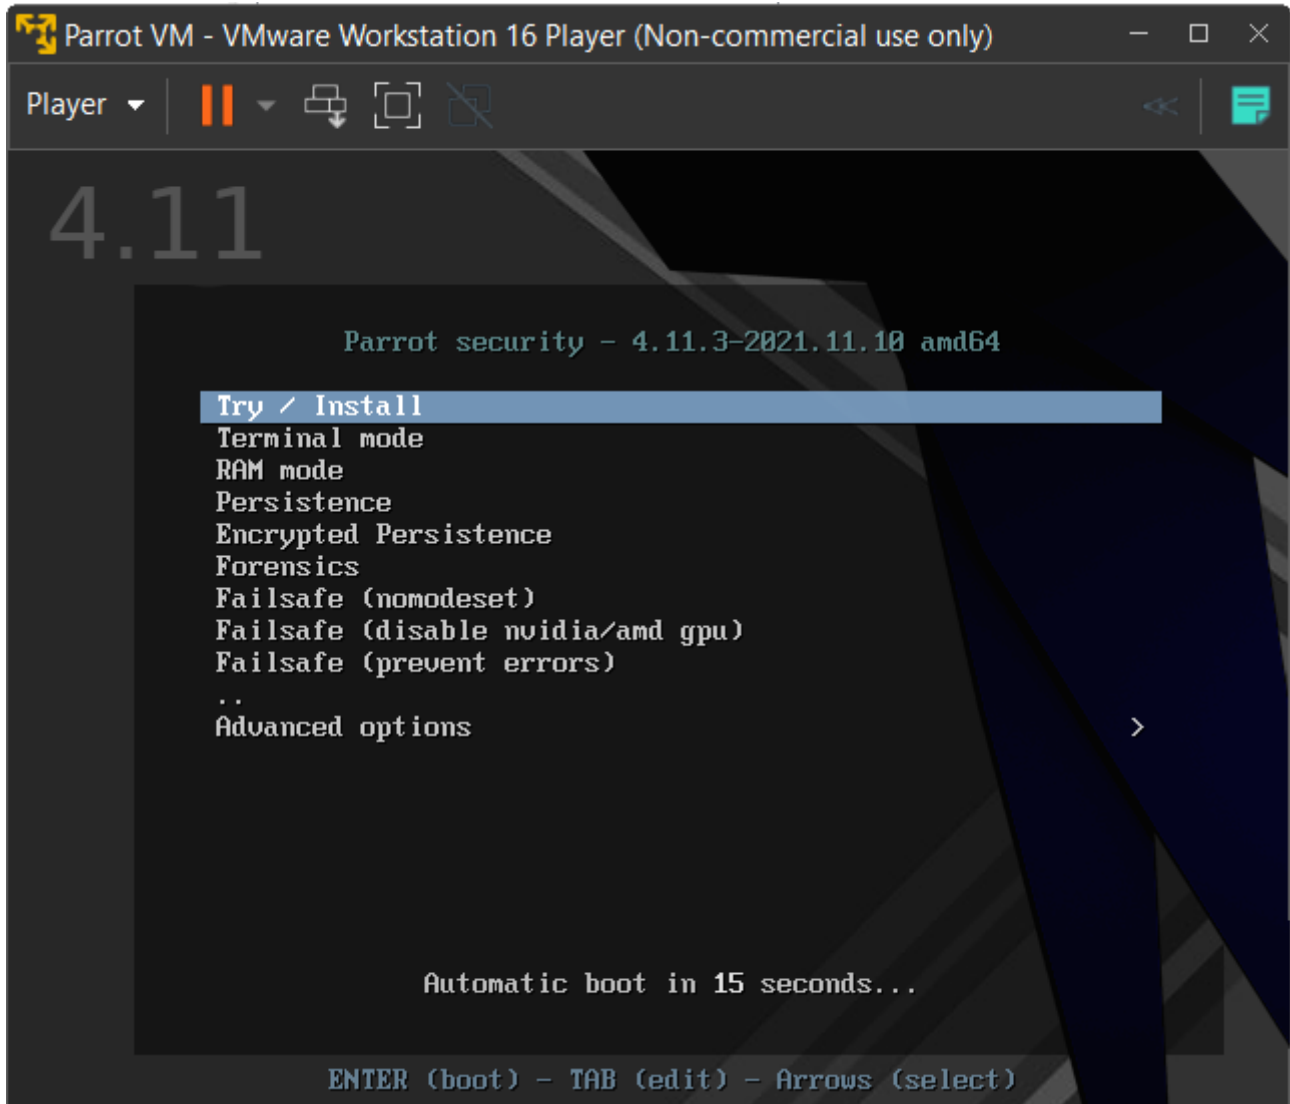 Parrot VM - VMware Workstation 16 Player (Non-commercial use only)
Player
4.11
Parrot security - 4.11.3-2021.11.10 amd64
Try / Install
Terminal mode
RAM mode
Persistence
Encrypted Persistence
Forensics
Failsafe (nomodeset)
Failsafe (disable nvidia/amd gpu)
Failsafe (prevent errors)
..
Advanced options >
Automatic boot in 15 seconds...
ENTER (boot) - TAB (edit) - Arrows (select)